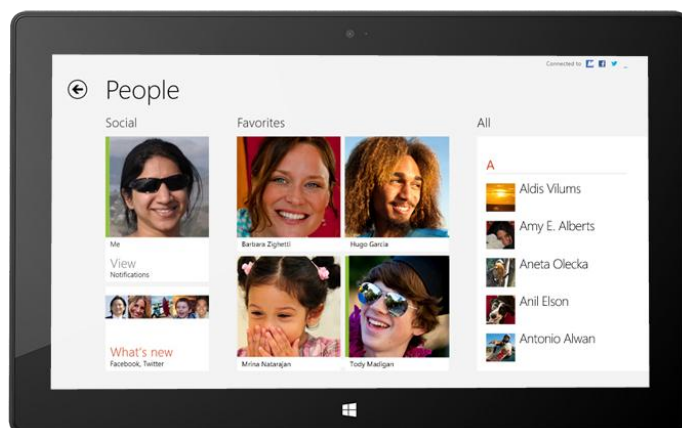 Connected to
People
Social
Favorites
All
Me
View
Notifications
What's new
Facebook, Twitter
Barbara Zighetti
Hugo Garcia
Mrina Natarajan
Tody Madigan
A
Aldis Vilums
Amy E. Alberts
Aneta Olecka
Anil Elson
Antonio Alwan